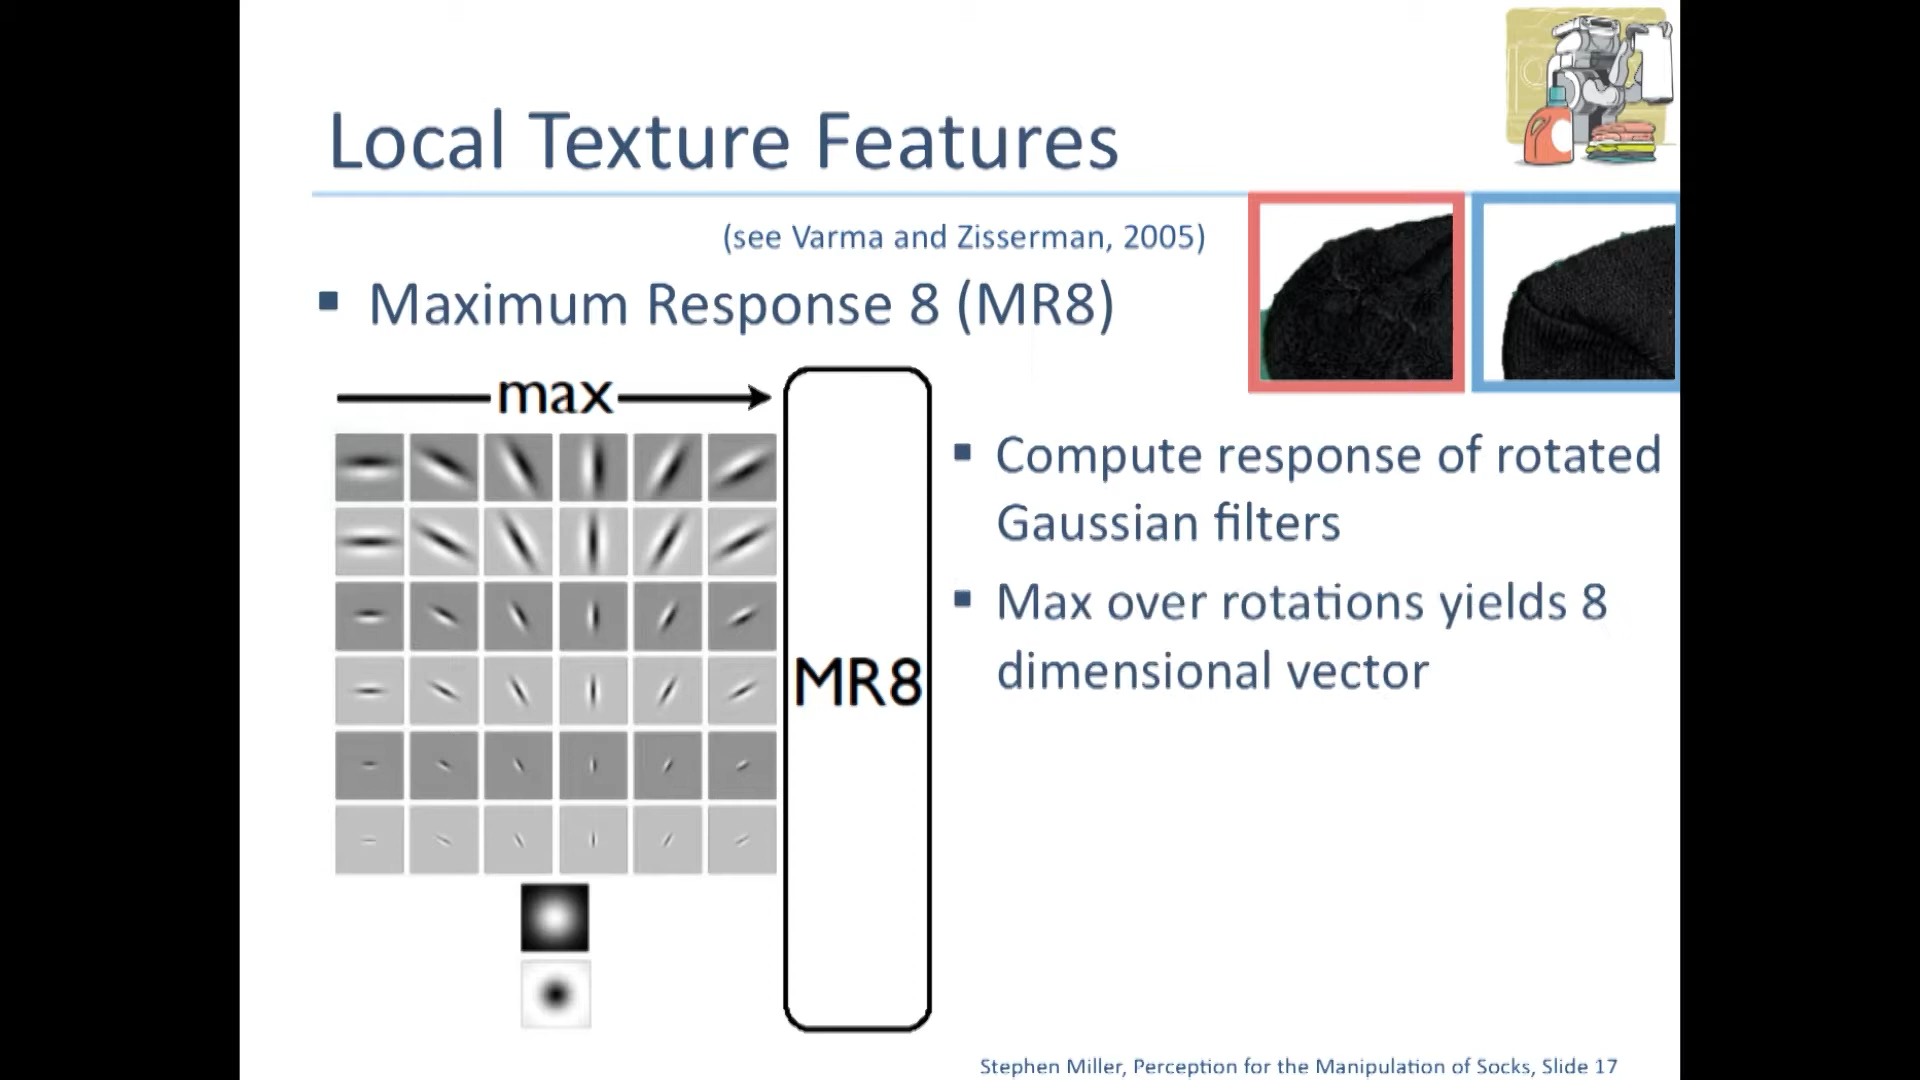 Local Texture Features
(see Varma and Zisserman, 2005)
▪ Maximum Response 8 (MR8)
max
MR8
▪ Compute response of rotated
Gaussian filters
▪ Max over rotations yields 8
dimensional vector
Stephen Miller, Perception for the Manipulation of Socks, Slide 17